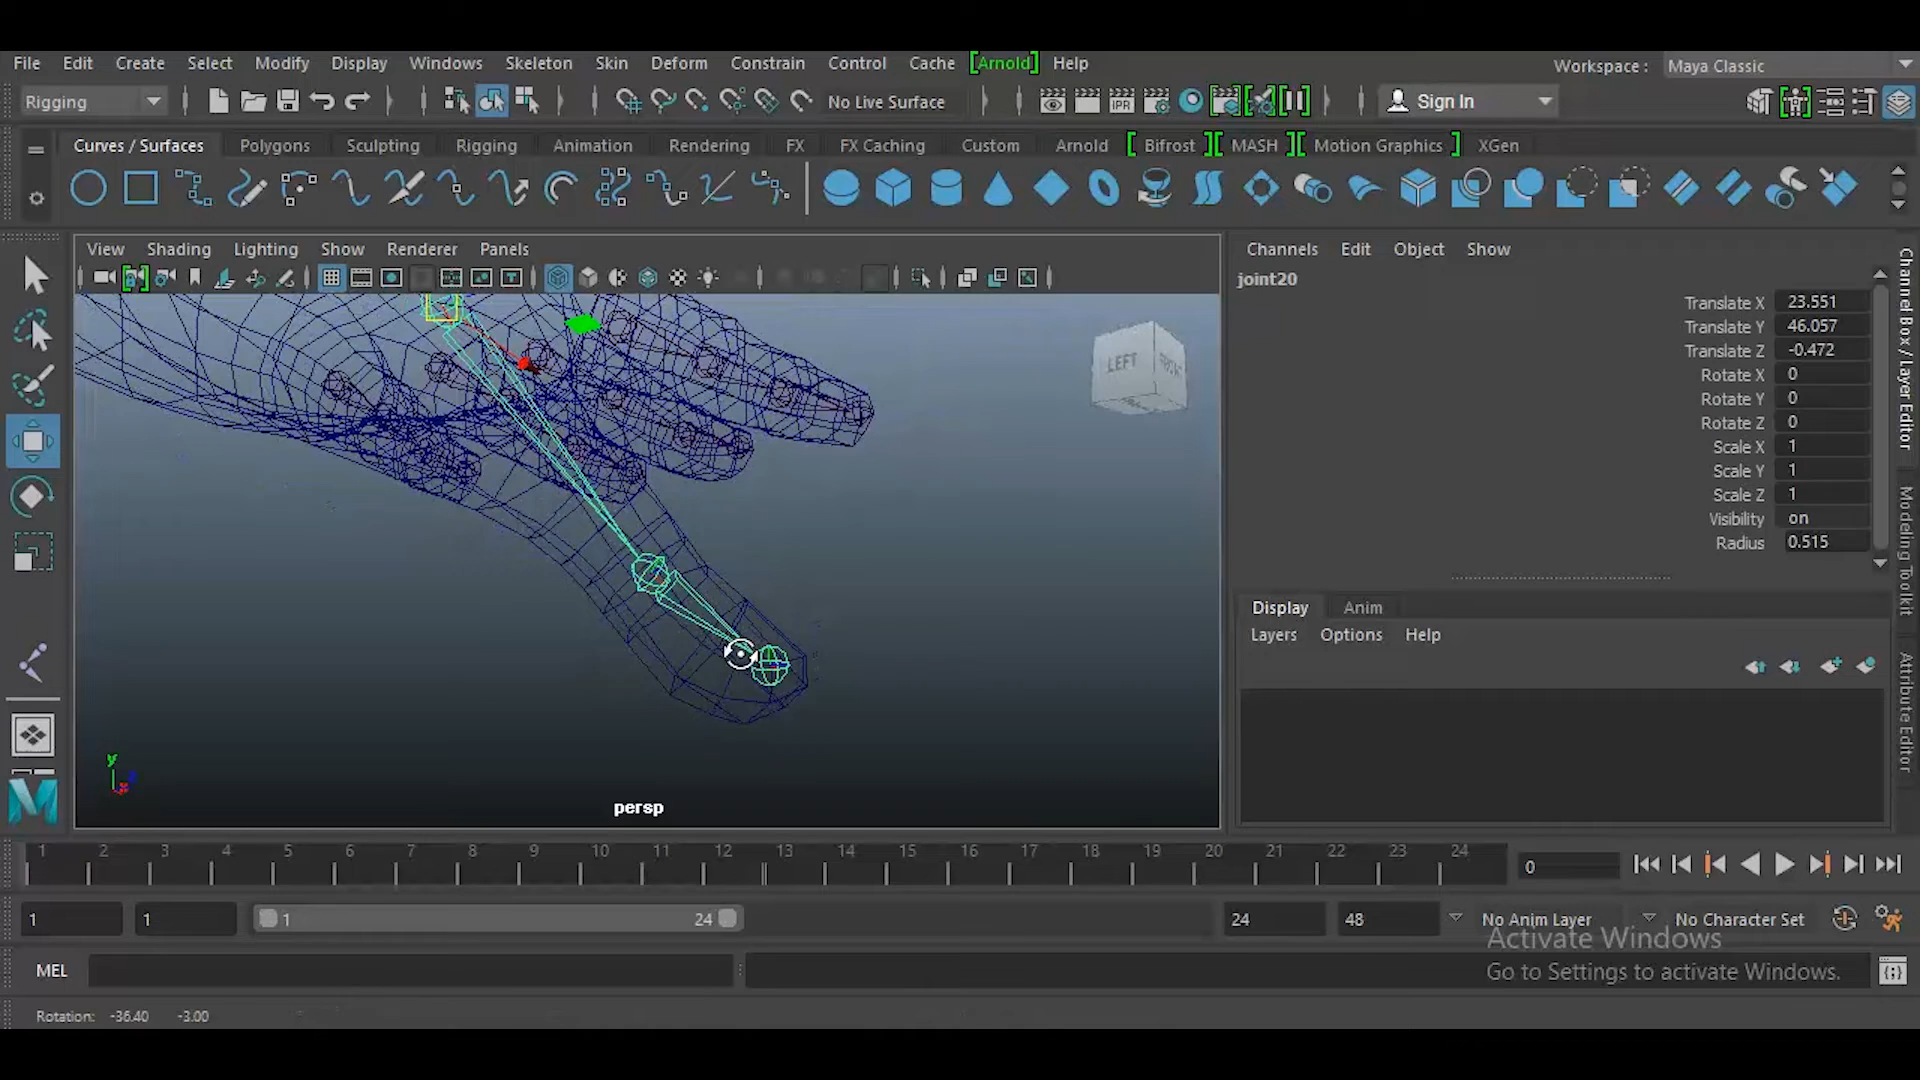 File Edit Create Select Modify Display Windows Skeleton Skin Deform Constrain Control Cache [Arnold] Help
Workspace : Maya Classic
Rigging No Live Surface IPR Sign In
Curves / Surfaces Polygons Sculpting Rigging Animation Rendering FX FX Caching Custom Arnold [ Bifrost ][ MASH ][ Motion Graphics ] XGen
View Shading Lighting Show Renderer Panels
Channels Edit Object Show
joint20
Translate X 23.551
Translate Y 46.057
Translate Z -0.472
Rotate X 0
Rotate Y 0
Rotate Z 0
Scale X 1
Scale Y 1
Scale Z 1
Visibility on
Radius 0.515
Display Anim
Layers Options Help
Channel Box / Layer Editor
Modeling Toolkit
Attribute Editor
LEFT
y
persp
1 2 3 4 5 6 7 8 9 10 11 12 13 14 15 16 17 18 19 20 21 22 23 24
0
1 1 1 24 24 48 No Anim Layer No Character Set
Activate Windows
Go to Settings to activate Windows.
MEL
Rotation: -36.40 -3.00